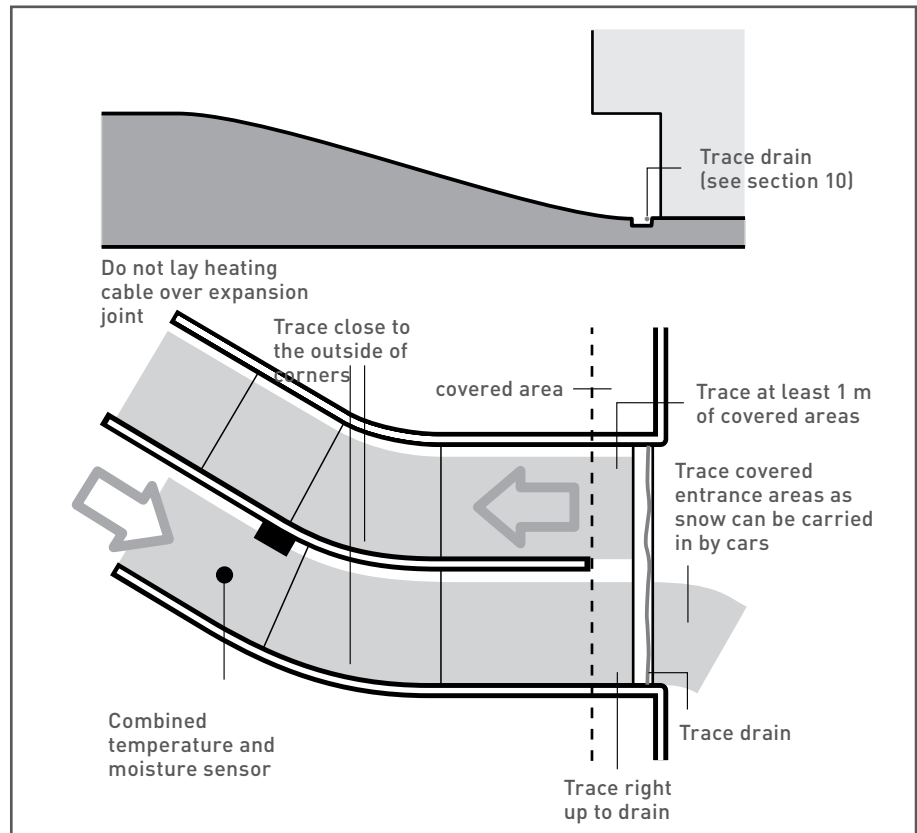 Trace drain
(see section 10)
Do not lay heating
cable over expansion
joint
Trace close to
the outside of
corners
covered area
Trace at least 1 m
of covered areas
Trace covered
entrance areas as
snow can be carried
in by cars
Combined
temperature and
moisture sensor
Trace drain
Trace right
up to drain